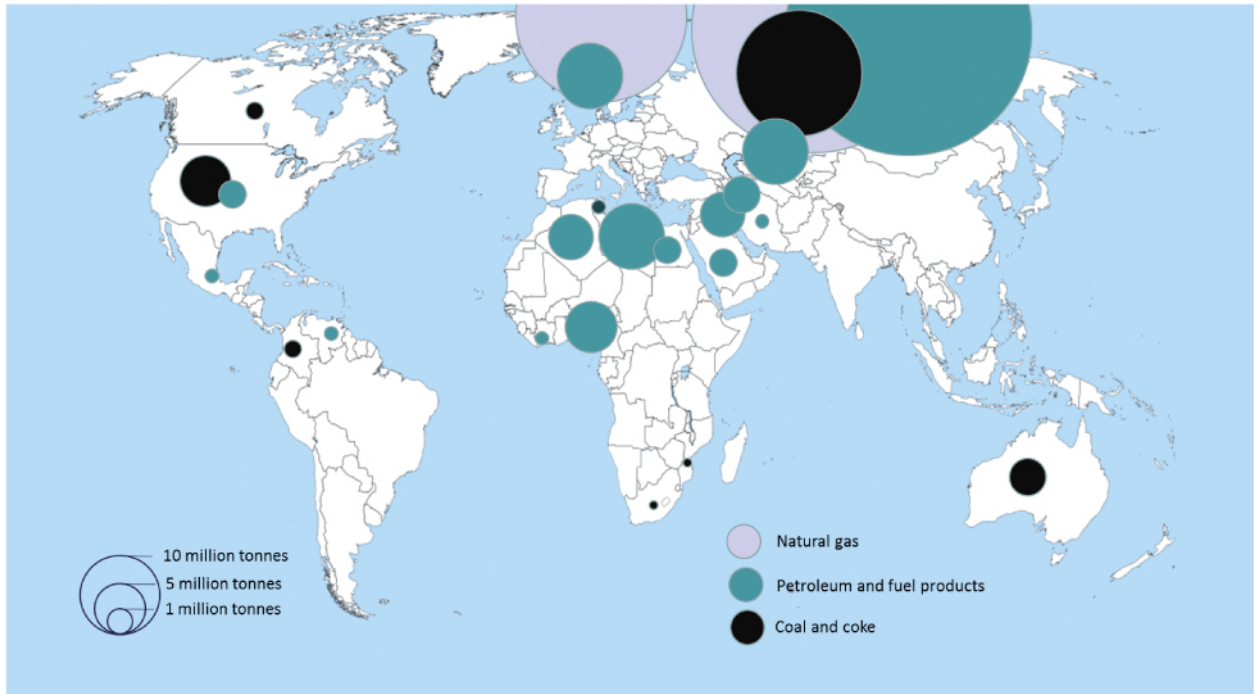 10 million tonnes
5 million tonnes
1 million tonnes
Natural gas
Petroleum and fuel products
Coal and coke